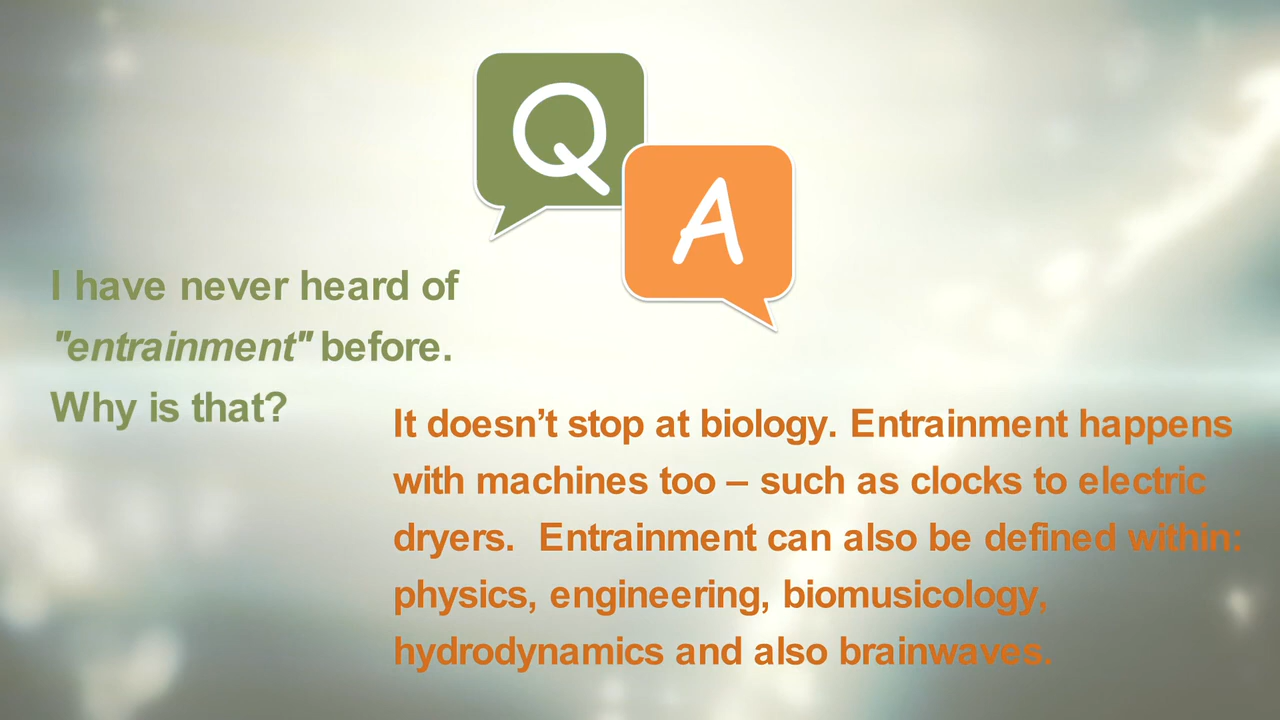 Q
A
I have never heard of
"entrainment" before.
Why is that?
It doesn’t stop at biology. Entrainment happens
with machines too – such as clocks to electric
dryers.  Entrainment can also be defined within:
physics, engineering, biomusicology,
hydrodynamics and also brainwaves.